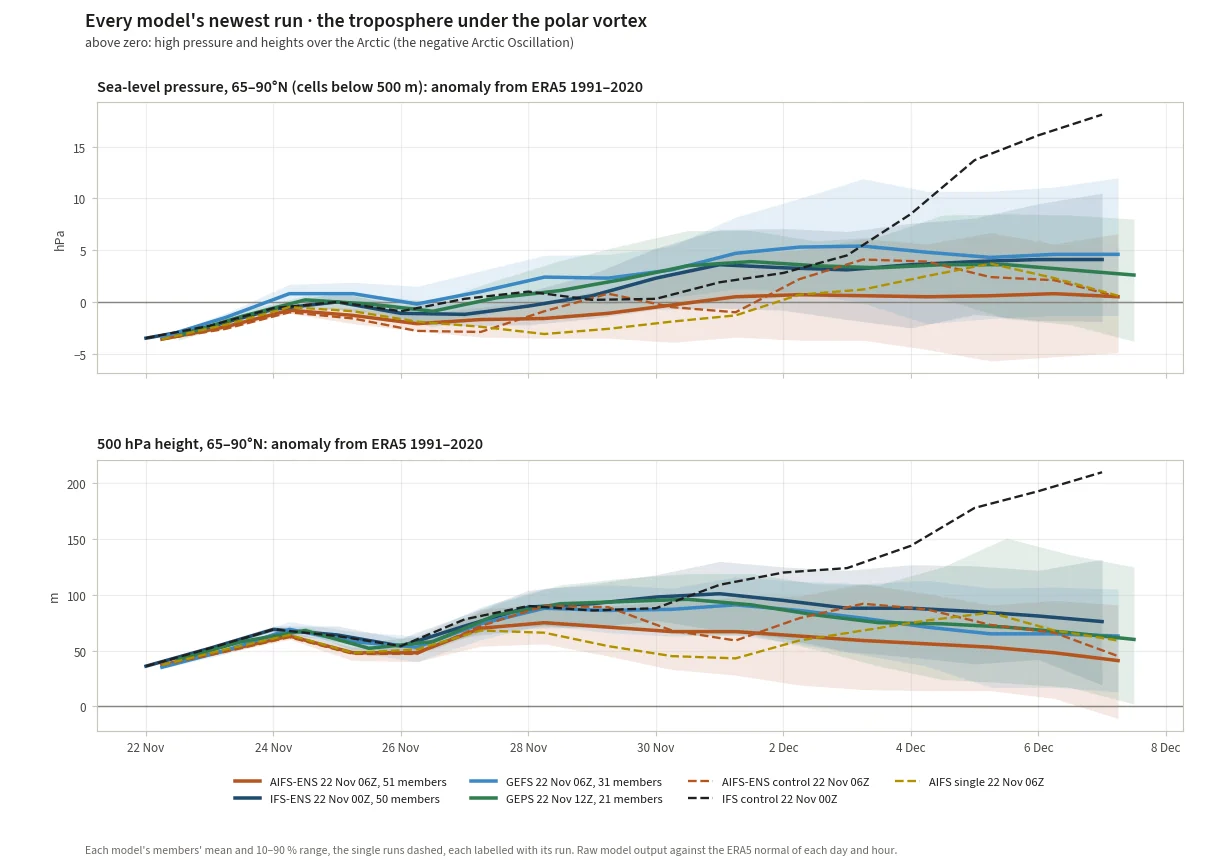 Every model's newest run · the troposphere under the polar vortex
above zero: high pressure and heights over the Arctic (the negative Arctic Oscillation)
Sea-level pressure, 65–90°N (cells below 500 m): anomaly from ERA5 1991–2020
15
10
5
0
−5
hPa
500 hPa height, 65–90°N: anomaly from ERA5 1991–2020
200
150
100
50
0
m
22 Nov
24 Nov
26 Nov
28 Nov
30 Nov
2 Dec
4 Dec
6 Dec
8 Dec
AIFS-ENS 22 Nov 06Z, 51 members
GEFS 22 Nov 06Z, 31 members
AIFS-ENS control 22 Nov 06Z
AIFS single 22 Nov 06Z
IFS-ENS 22 Nov 00Z, 50 members
GEPS 22 Nov 12Z, 21 members
IFS control 22 Nov 00Z
Each model's members' mean and 10–90 % range, the single runs dashed, each labelled with its run. Raw model output against the ERA5 normal of each day and hour.